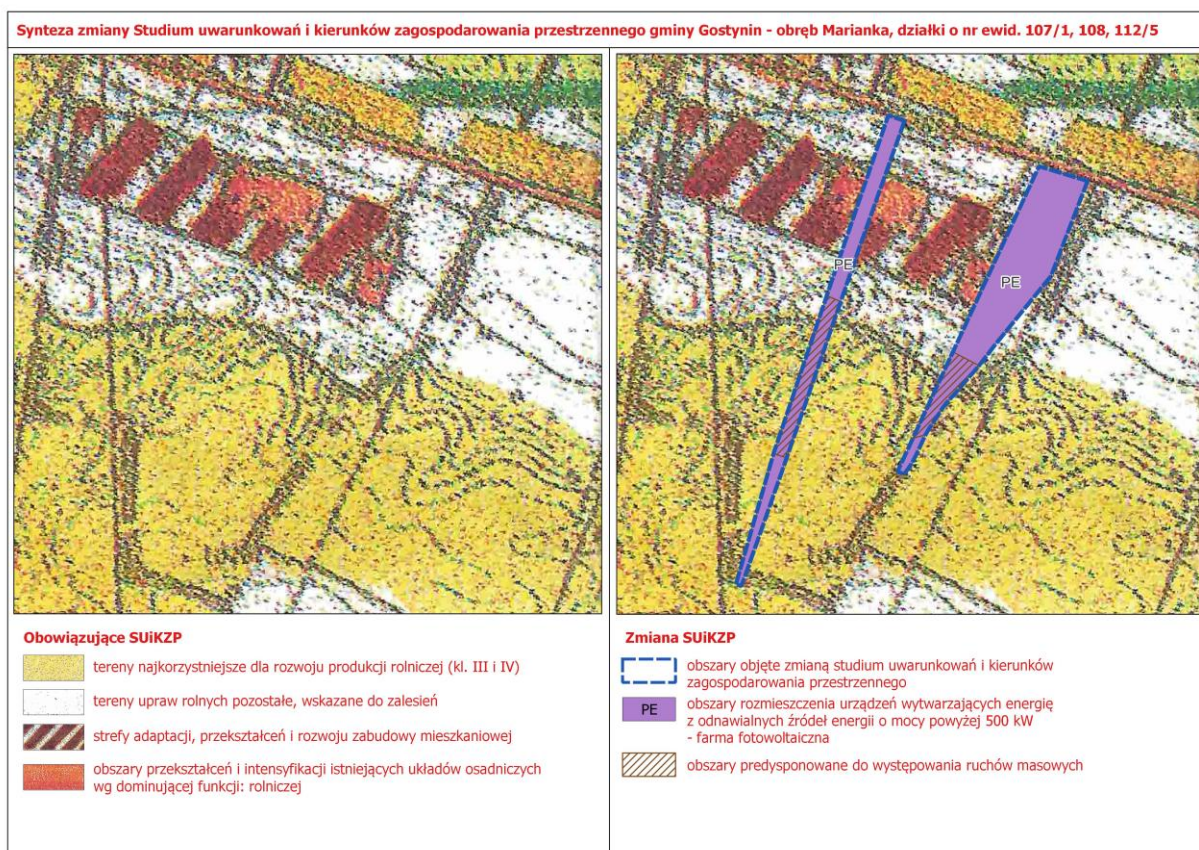 Synteza zmiany Studium uwarunkowań i kierunków zagospodarowania przestrzennego gminy Gostynin - obręb Marianka, działki o nr ewid. 107/1, 108, 112/5
PE
PE
Obowiązujące SUiKZP
tereny najkorzystniejsze dla rozwoju produkcji rolniczej (kl. III i IV)
tereny upraw rolnych pozostałe, wskazane do zalesień
strefy adaptacji, przekształceń i rozwoju zabudowy mieszkaniowej
obszary przekształceń i intensyfikacji istniejących układów osadniczych
wg dominującej funkcji: rolniczej
Zmiana SUiKZP
obszary objęte zmianą studium uwarunkowań i kierunków
zagospodarowania przestrzennego
PE
obszary rozmieszczenia urządzeń wytwarzających energię
z odnawialnych źródeł energii o mocy powyżej 500 kW
- farma fotowoltaiczna
obszary predysponowane do występowania ruchów masowych